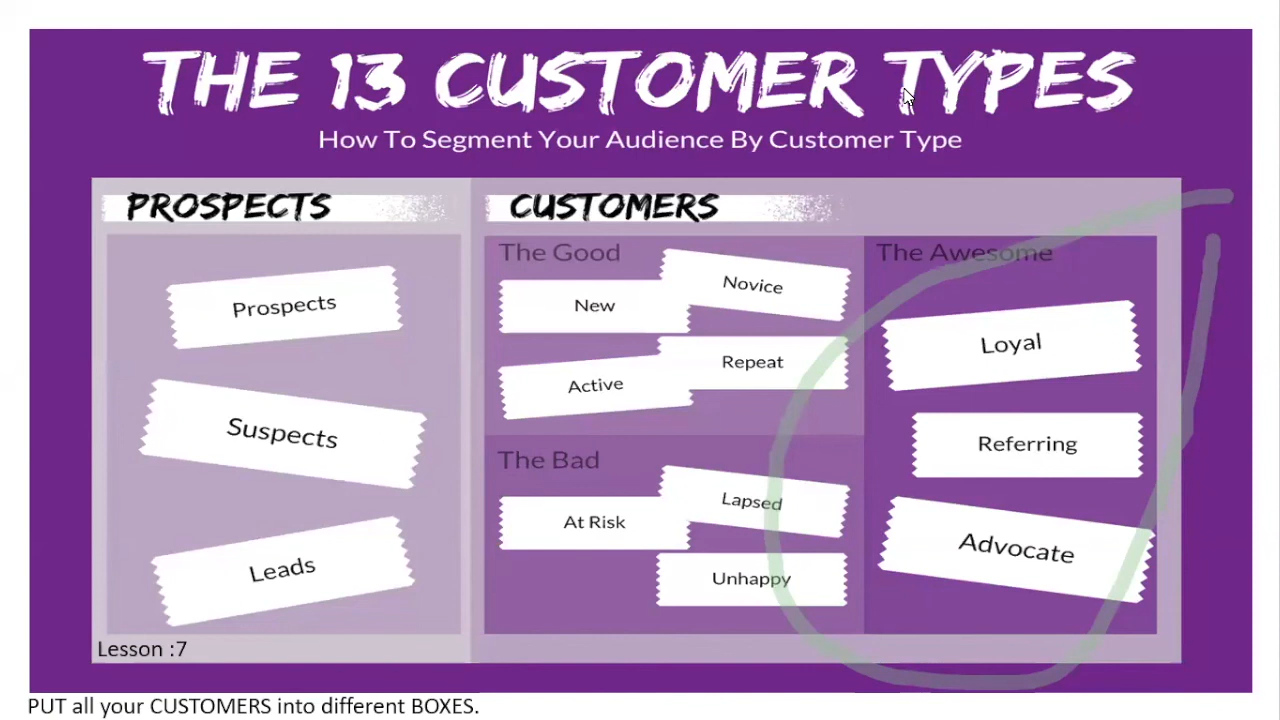 THE 13 CUSTOMER TYPES
How To Segment Your Audience By Customer Type
PROSPECTS
Prospects
Suspects
Leads
CUSTOMERS
The Good
New
Novice
Active
Repeat
The Bad
At Risk
Lapsed
Unhappy
The Awesome
Loyal
Referring
Advocate
Lesson :7
PUT all your CUSTOMERS into different BOXES.